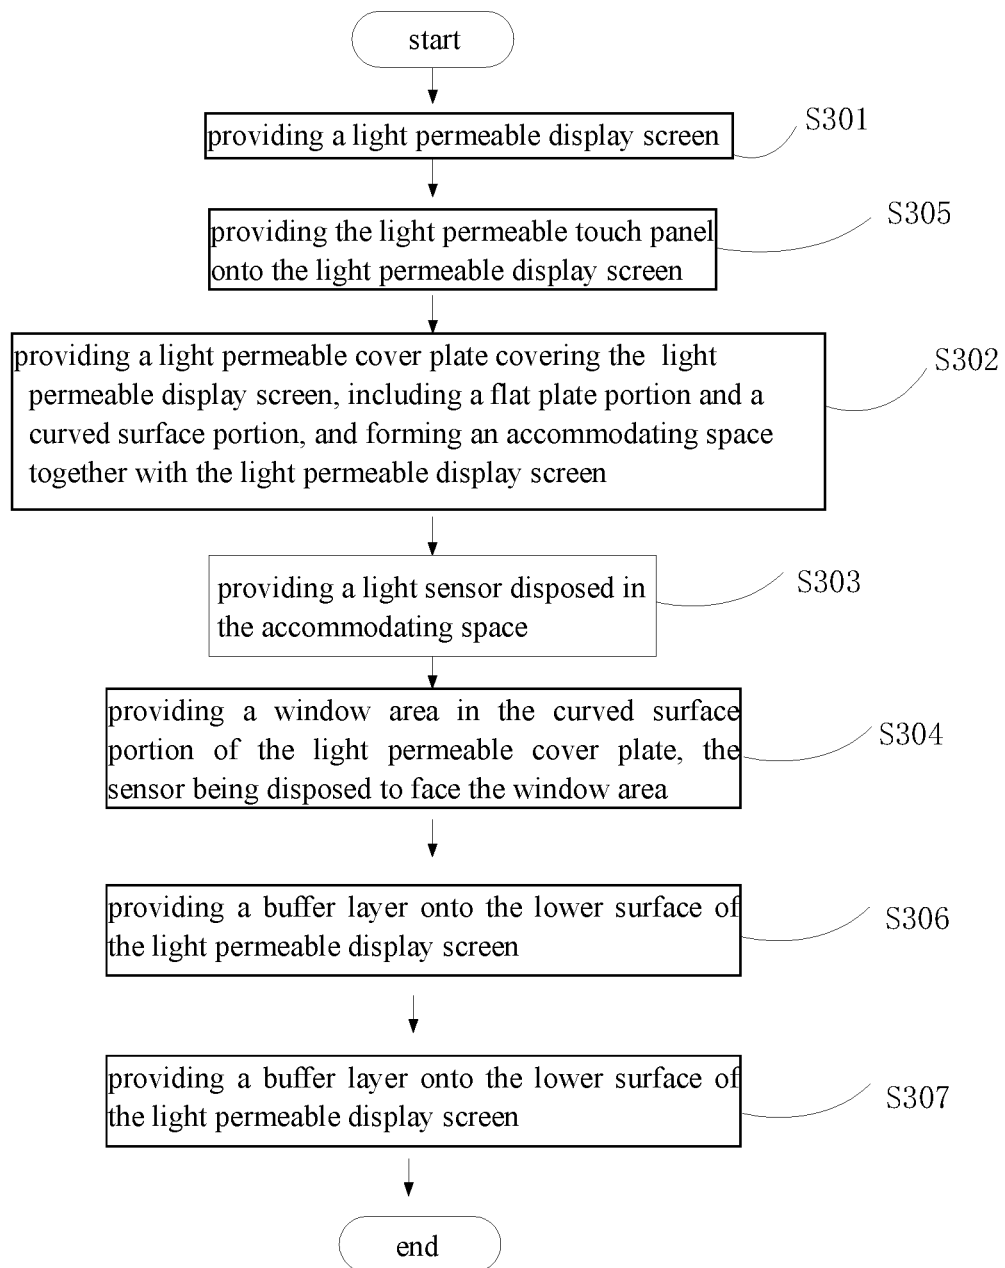 start
providing a light permeable display screen
S301
providing the light permeable touch panel
onto the light permeable display screen
S305
providing a light permeable cover plate covering the light
permeable display screen, including a flat plate portion and a
curved surface portion, and forming an accommodating space
together with the light permeable display screen
S302
providing a light sensor disposed in
the accommodating space
S303
providing a window area in the curved surface
portion of the light permeable cover plate, the
sensor being disposed to face the window area
S304
providing a buffer layer onto the lower surface of
the light permeable display screen
S306
providing a buffer layer onto the lower surface of
the light permeable display screen
S307
end